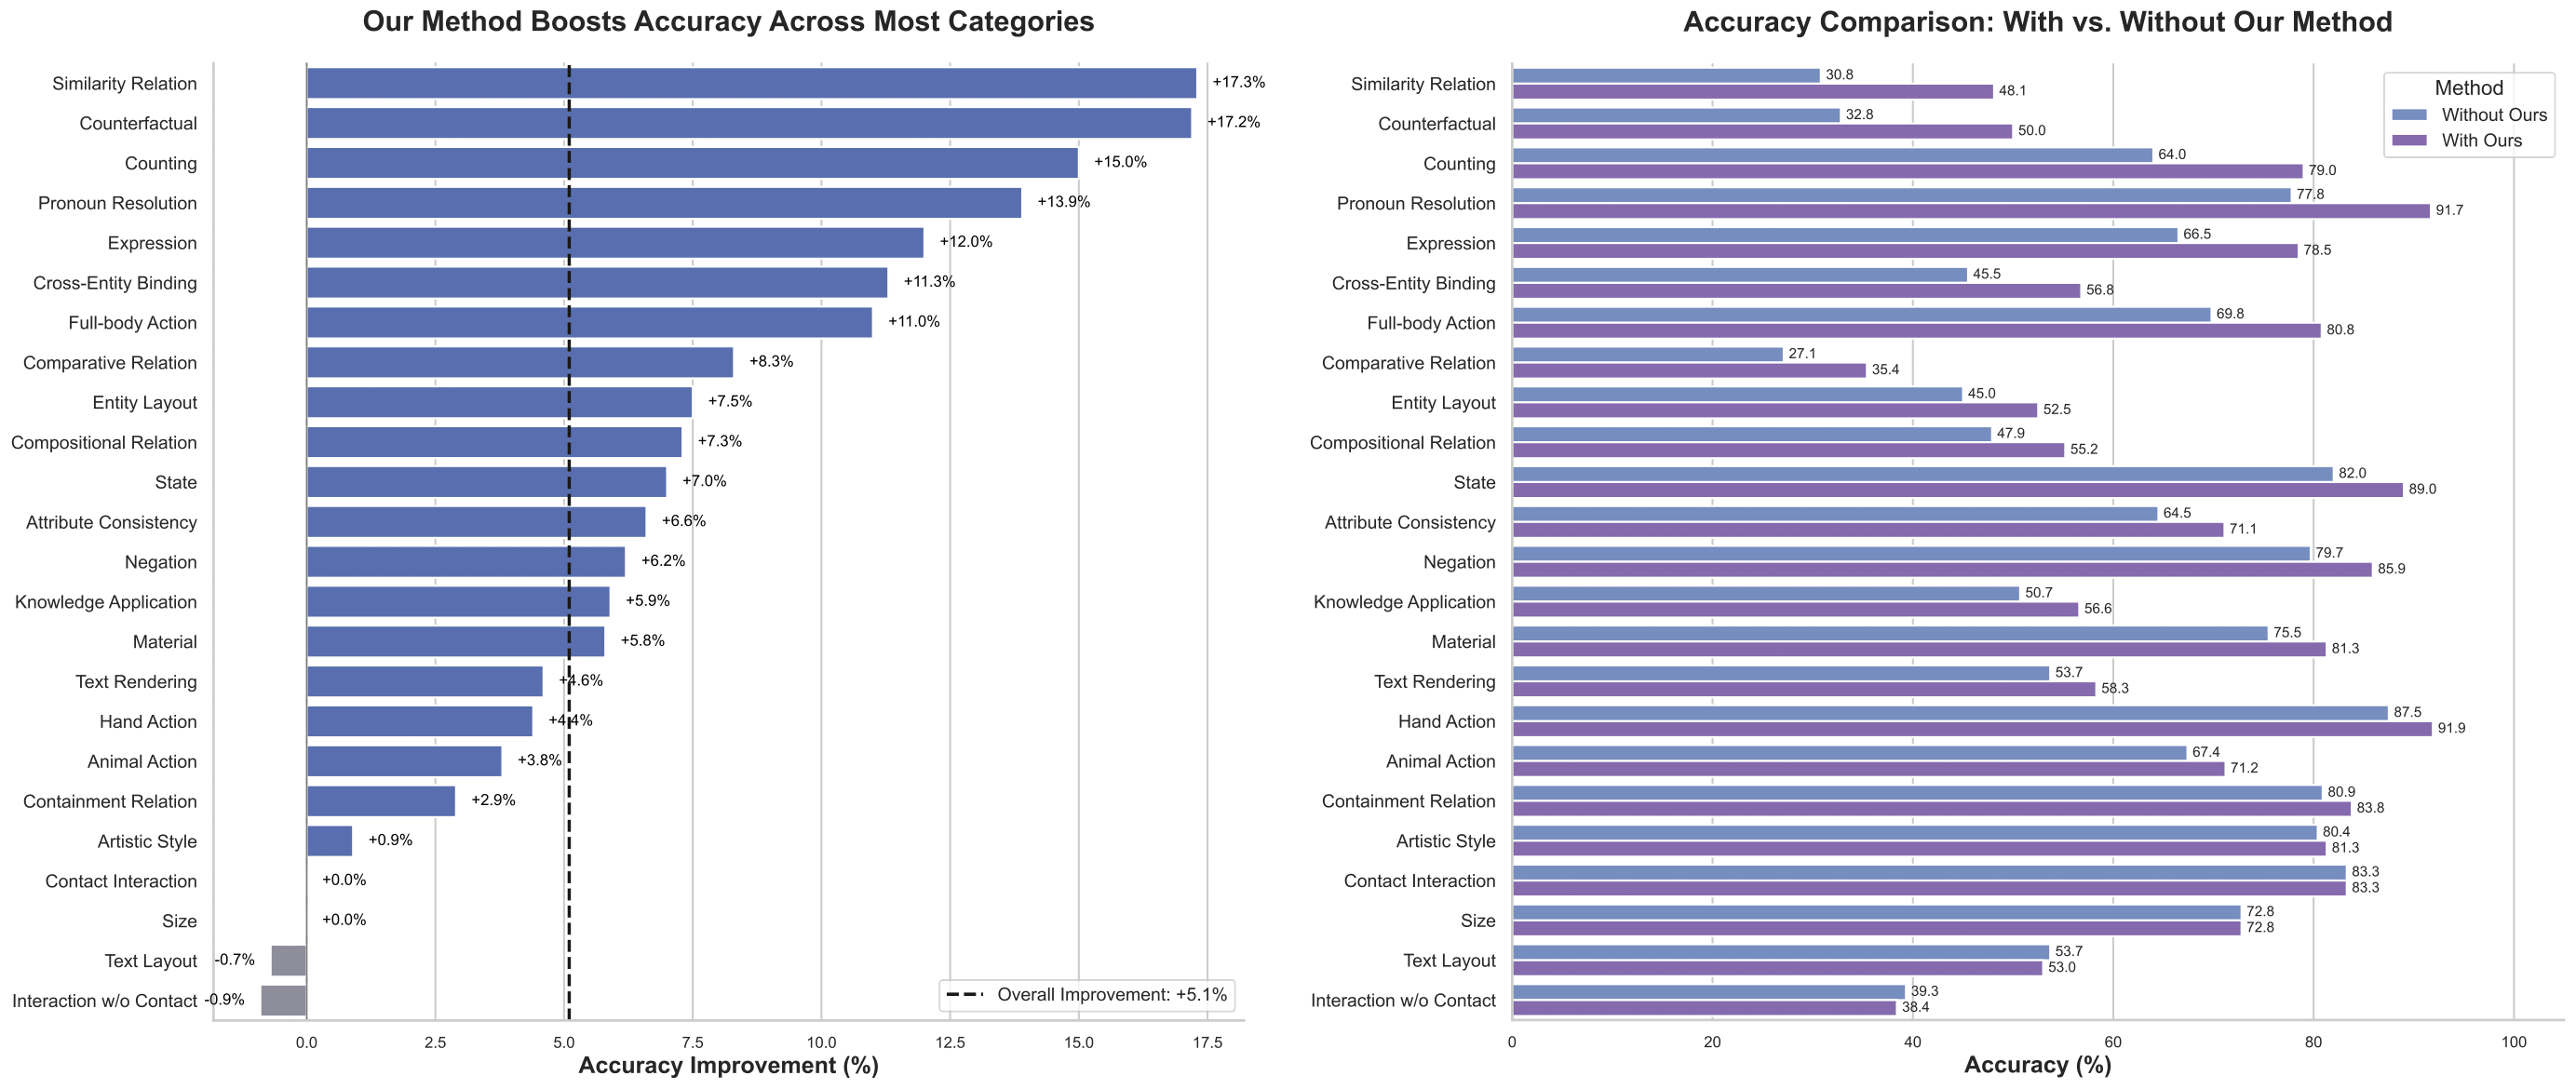 Our Method Boosts Accuracy Across Most Categories
Similarity Relation +17.3%
Counterfactual +17.2%
Counting +15.0%
Pronoun Resolution +13.9%
Expression +12.0%
Cross-Entity Binding +11.3%
Full-body Action +11.0%
Comparative Relation +8.3%
Entity Layout +7.5%
Compositional Relation +7.3%
State +7.0%
Attribute Consistency +6.6%
Negation +6.2%
Knowledge Application +5.9%
Material +5.8%
Text Rendering +4.6%
Hand Action +4.4%
Animal Action +3.8%
Containment Relation +2.9%
Artistic Style +0.9%
Contact Interaction +0.0%
Size +0.0%
Text Layout -0.7%
Interaction w/o Contact -0.9%
Overall Improvement: +5.1%
0.0 2.5 5.0 7.5 10.0 12.5 15.0 17.5
Accuracy Improvement (%)
Accuracy Comparison: With vs. Without Our Method
Method
Without Ours
With Ours
Similarity Relation 30.8
48.1
Counterfactual 32.8
50.0
Counting 64.0
79.0
Pronoun Resolution 77.8
91.7
Expression 66.5
78.5
Cross-Entity Binding 45.5
56.8
Full-body Action 69.8
80.8
Comparative Relation 27.1
35.4
Entity Layout 45.0
52.5
Compositional Relation 47.9
55.2
State 82.0
89.0
Attribute Consistency 64.5
71.1
Negation 79.7
85.9
Knowledge Application 50.7
56.6
Material 75.5
81.3
Text Rendering 53.7
58.3
Hand Action 87.5
91.9
Animal Action 67.4
71.2
Containment Relation 80.9
83.8
Artistic Style 80.4
81.3
Contact Interaction 83.3
83.3
Size 72.8
72.8
Text Layout 53.7
53.0
Interaction w/o Contact 39.3
38.4
0 20 40 60 80 100
Accuracy (%)